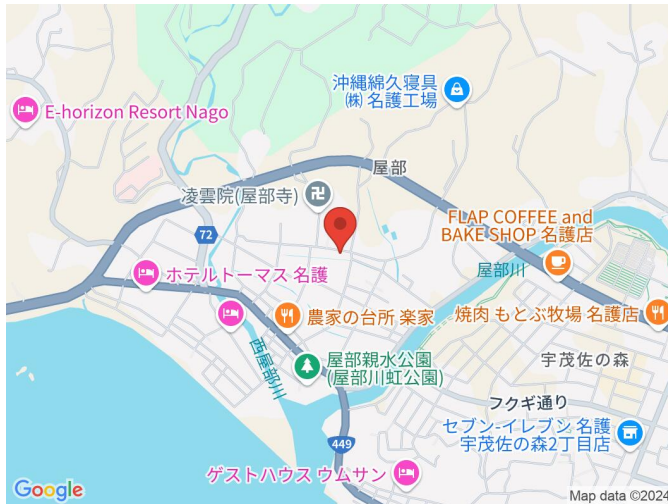 沖縄綿久寝具
㈱ 名護工場
E-horizon Resort Nago
屋部
凌雲院(屋部寺)
卍
FLAP COFFEE and
BAKE SHOP 名護店
72
屋部川
ホテルトーマス 名護
農家の台所 楽家
焼肉 もとぶ牧場 名護店
西屋部川
屋部親水公園
(屋部川虹公園)
宇茂佐の森
フクギ通り
449
セブン-イレブン 名護
宇茂佐の森2丁目店
ゲストハウス ウムサン
Google
Map data ©2024